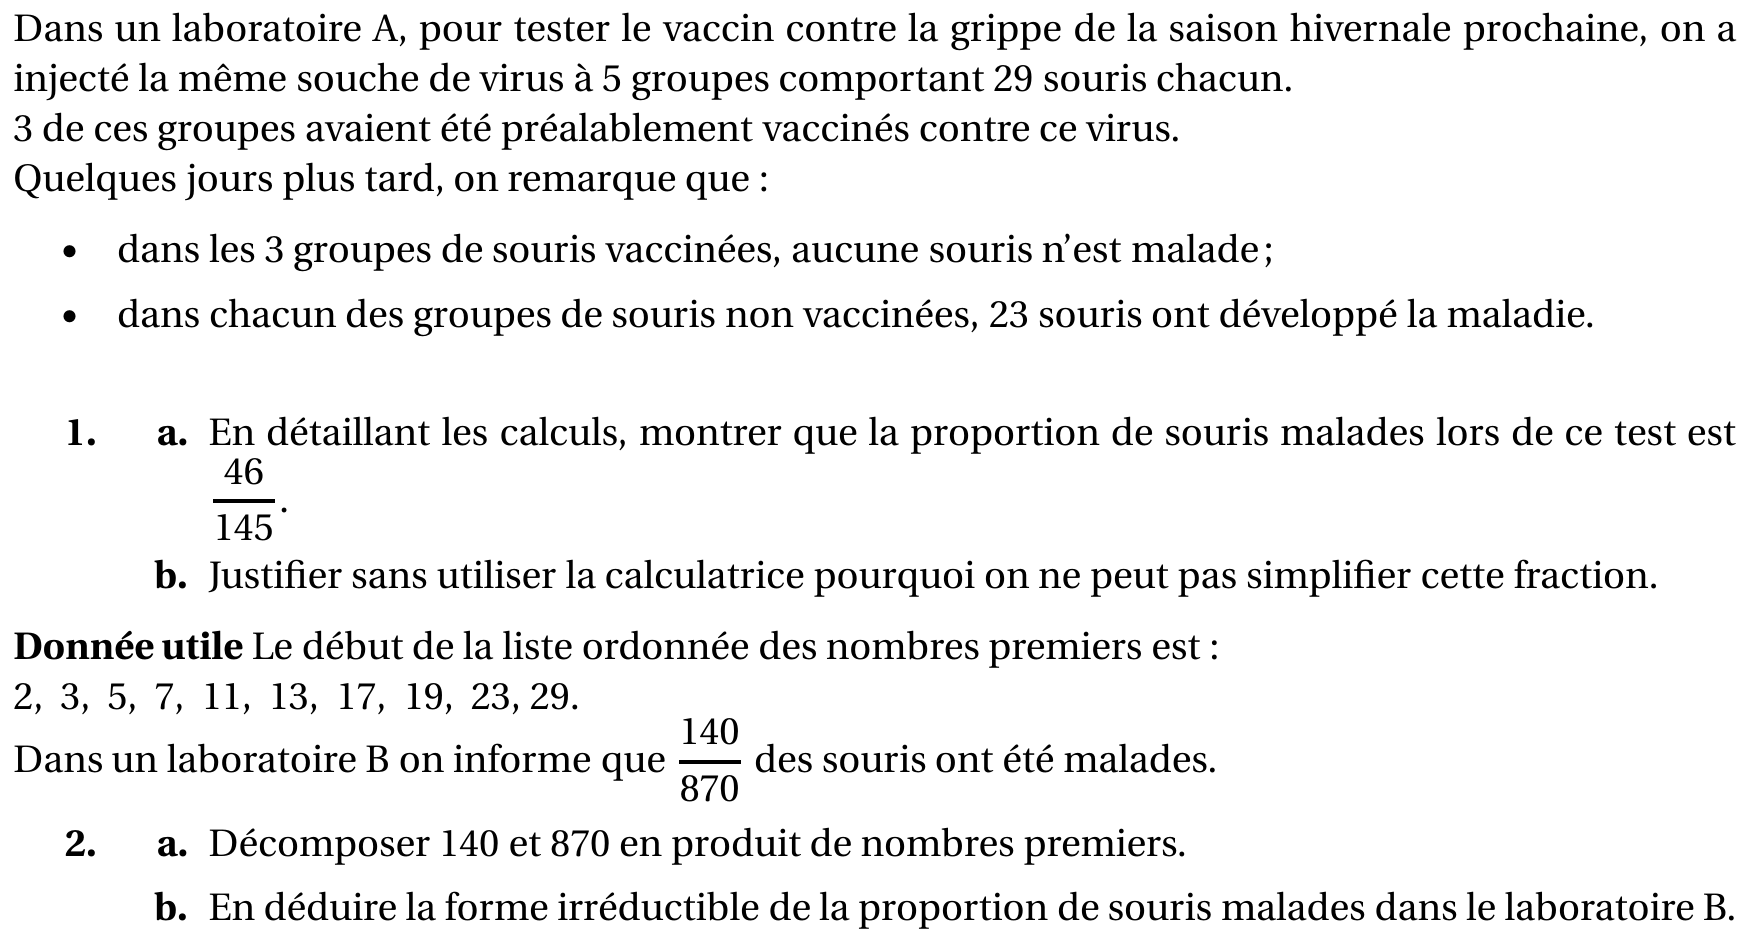 Dans un laboratoire A, pour tester le vaccin contre la grippe de la saison hivernale prochaine, on a
injecté la même souche de virus à 5 groupes comportant 29 souris chacun.
3 de ces groupes avaient été préalablement vaccinés contre ce virus.
Quelques jours plus tard, on remarque que :
• dans les 3 groupes de souris vaccinées, aucune souris n'est malade;
• dans chacun des groupes de souris non vaccinées, 23 souris ont développé la maladie.
1. a. En détaillant les calculs, montrer que la proportion de souris malades lors de ce test est
46/145.
b. Justifier sans utiliser la calculatrice pourquoi on ne peut pas simplifier cette fraction.
Donnée utile Le début de la liste ordonnée des nombres premiers est :
2, 3, 5, 7, 11, 13, 17, 19, 23, 29.
Dans un laboratoire B on informe que 140/870 des souris ont été malades.
2. a. Décomposer 140 et 870 en produit de nombres premiers.
b. En déduire la forme irréductible de la proportion de souris malades dans le laboratoire B.